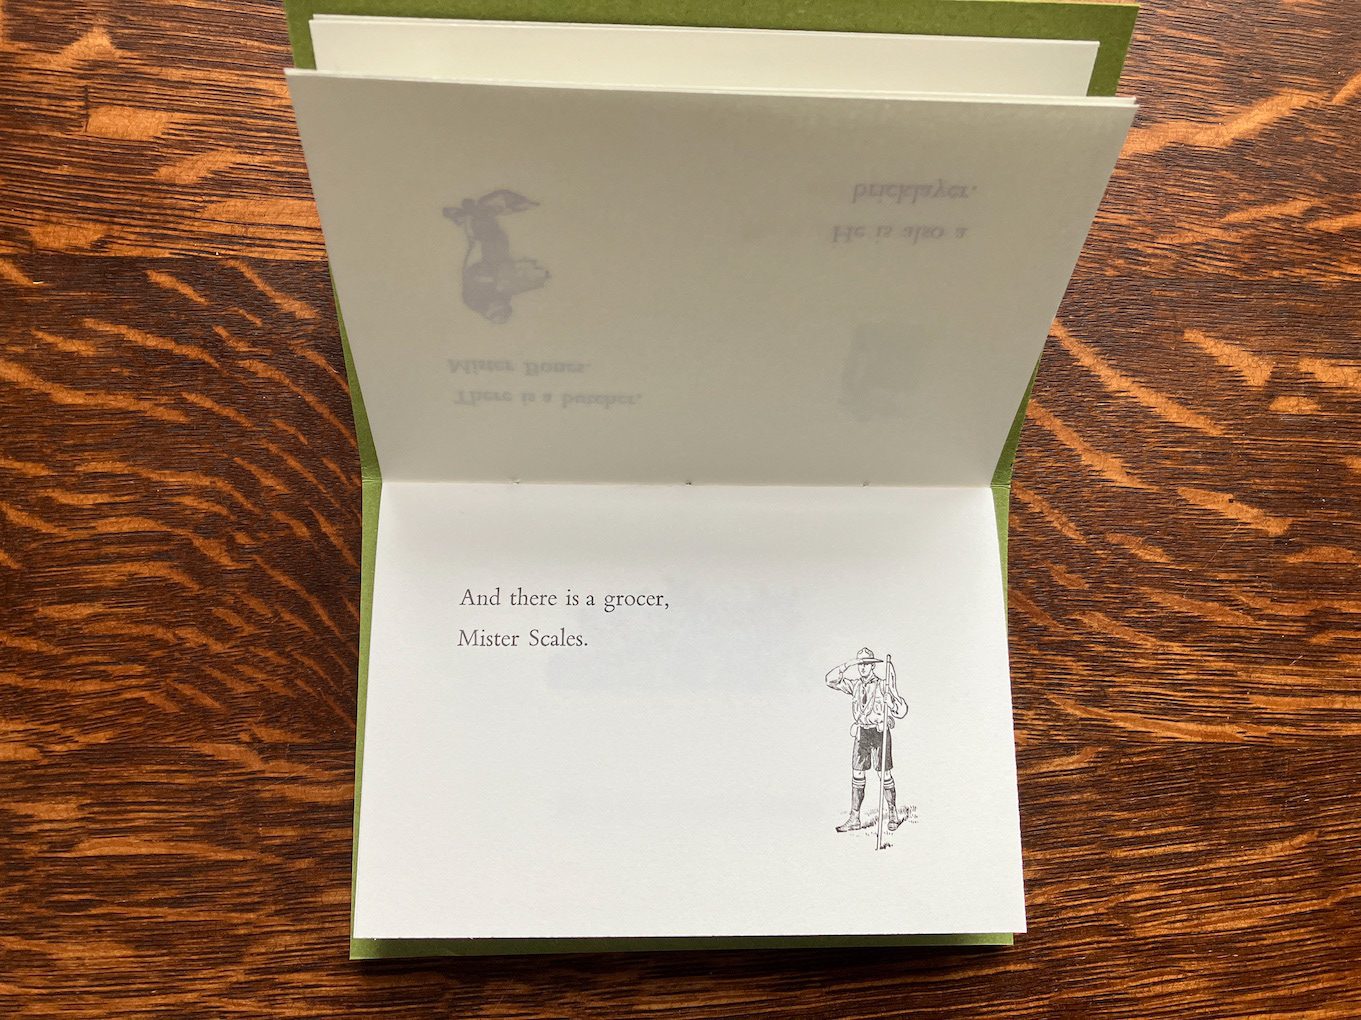 bricklayer.
He is also a
Mister Bones.
There is a butcher,
And there is a grocer,
Mister Scales.